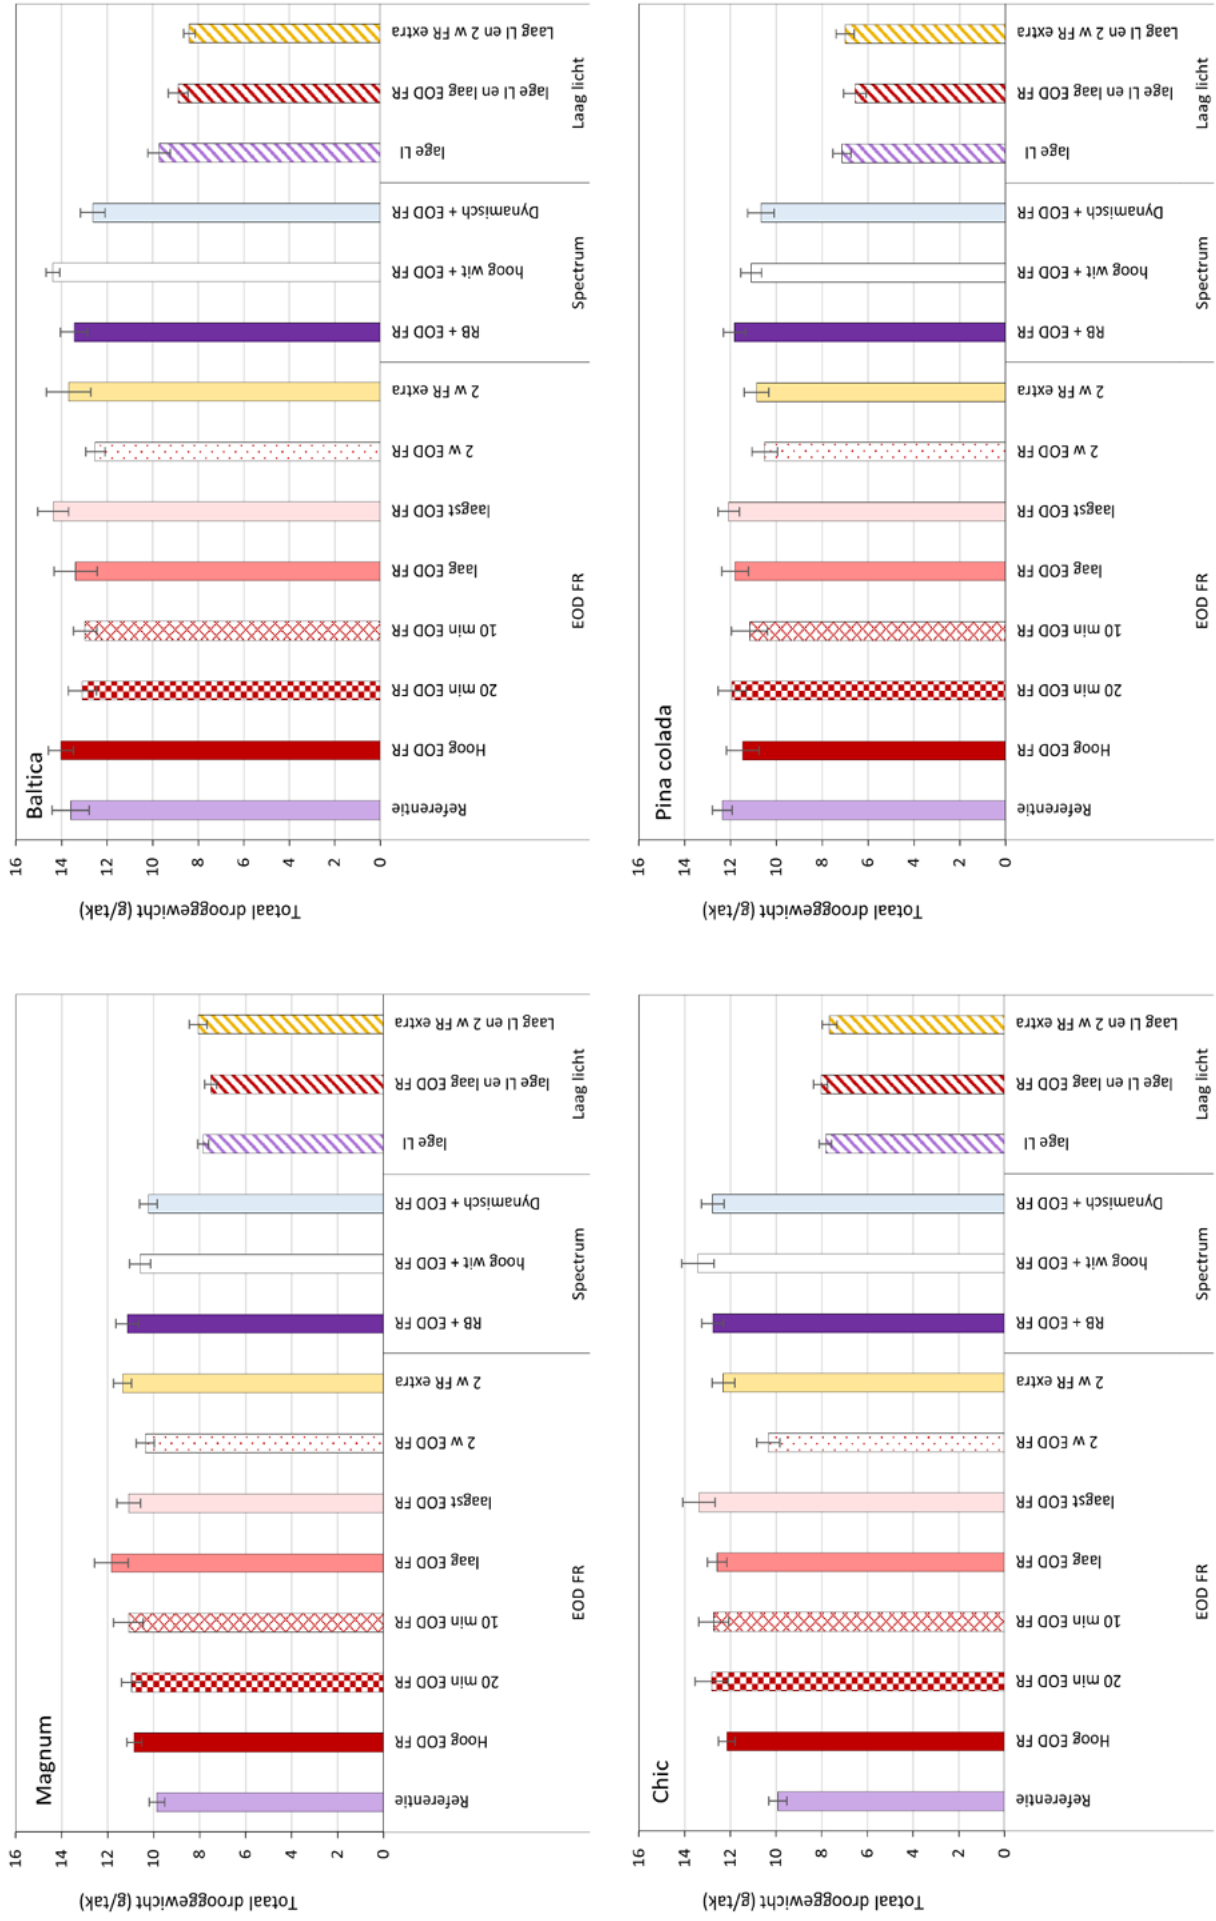 Magnum
Totaal drooggewicht (g/tak)
16
14
12
10
8
6
4
2
0
Referentie
Hoog EOD FR
20 min EOD FR
10 min EOD FR
laag EOD FR
laagst EOD FR
2 w EOD FR
2 w FR extra
RB + EOD FR
hoog wit + EOD FR
Dynamisch + EOD FR
lage LI
lage LI en laag EOD FR
Laag LI en 2 w FR extra
EOD FR
Spectrum
Laag licht
Baltica
Totaal drooggewicht (g/tak)
16
14
12
10
8
6
4
2
0
Referentie
Hoog EOD FR
20 min EOD FR
10 min EOD FR
laag EOD FR
laagst EOD FR
2 w EOD FR
2 w FR extra
RB + EOD FR
hoog wit + EOD FR
Dynamisch + EOD FR
lage LI
lage LI en laag EOD FR
Laag LI en 2 w FR extra
EOD FR
Spectrum
Laag licht
Chic
Totaal drooggewicht (g/tak)
16
14
12
10
8
6
4
2
0
Referentie
Hoog EOD FR
20 min EOD FR
10 min EOD FR
laag EOD FR
laagst EOD FR
2 w EOD FR
2 w FR extra
RB + EOD FR
hoog wit + EOD FR
Dynamisch + EOD FR
lage LI
lage LI en laag EOD FR
Laag LI en 2 w FR extra
EOD FR
Spectrum
Laag licht
Pina colada
Totaal drooggewicht (g/tak)
16
14
12
10
8
6
4
2
0
Referentie
Hoog EOD FR
20 min EOD FR
10 min EOD FR
laag EOD FR
laagst EOD FR
2 w EOD FR
2 w FR extra
RB + EOD FR
hoog wit + EOD FR
Dynamisch + EOD FR
lage LI
lage LI en laag EOD FR
Laag LI en 2 w FR extra
EOD FR
Spectrum
Laag licht